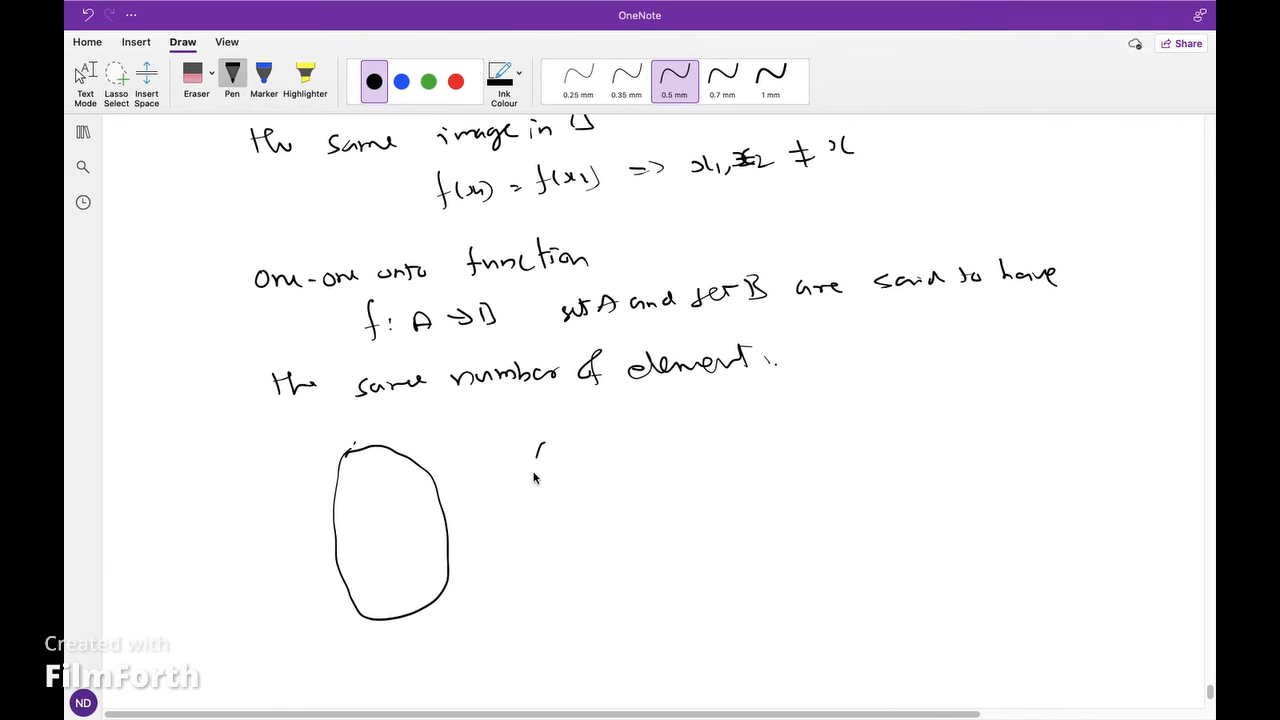 OneNote
Home Insert Draw View
Share
Text Mode
Lasso Select
Insert Space
Eraser
Pen
Marker
Highlighter
Ink Colour
0.25 mm
0.35 mm
0.5 mm
0.7 mm
1 mm
the same image in B
=> x1, x2 ≠ x
one-one onto function
f: A → B set A and set B are said to have
the same number of element
Created with
FilmForth
ND